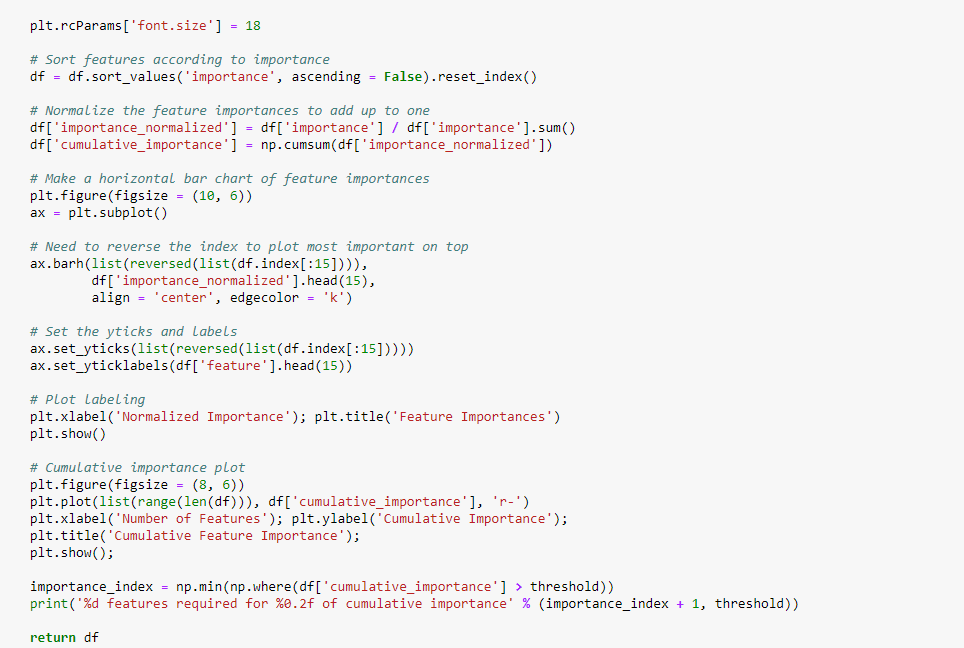 plt.rcParams['font.size'] = 18
# Sort features according to importance
df = df.sort_values('importance', ascending = False).reset_index()
# Normalize the feature importances to add up to one
df['importance_normalized'] = df['importance'] / df['importance'].sum()
df['cumulative_importance'] = np.cumsum(df['importance_normalized'])
# Make a horizontal bar chart of feature importances
plt.figure(figsize = (10, 6))
ax = plt.subplot()
# Need to reverse the index to plot most important on top
ax.barh(list(reversed(list(df.index[:15]))),
        df['importance_normalized'].head(15),
        align = 'center', edgecolor = 'k')
# Set the yticks and labels
ax.set_yticks(list(reversed(list(df.index[:15]))))
ax.set_yticklabels(df['feature'].head(15))
# Plot labeling
plt.xlabel('Normalized Importance'); plt.title('Feature Importances')
plt.show()
# Cumulative importance plot
plt.figure(figsize = (8, 6))
plt.plot(list(range(len(df))), df['cumulative_importance'], 'r-')
plt.xlabel('Number of Features'); plt.ylabel('Cumulative Importance');
plt.title('Cumulative Feature Importance');
plt.show();
importance_index = np.min(np.where(df['cumulative_importance'] > threshold))
print('%d features required for %0.2f of cumulative importance' % (importance_index + 1, threshold))
return df